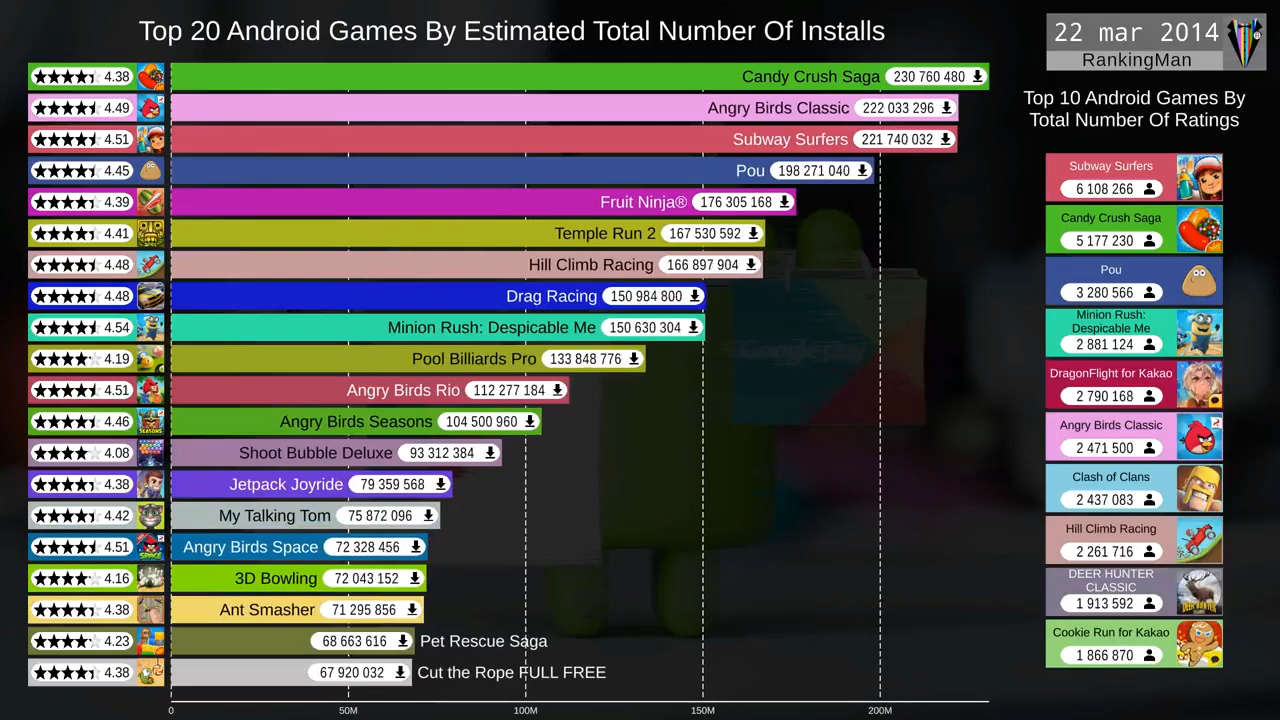 Top 20 Android Games By Estimated Total Number Of Installs
22 mar 2014
RankingMan
4.38 Candy Crush Saga 230 760 480
4.49 Angry Birds Classic 222 033 296
4.51 Subway Surfers 221 740 032
4.45 Pou 198 271 040
4.39 Fruit Ninja® 176 305 168
4.41 Temple Run 2 167 530 592
4.48 Hill Climb Racing 166 897 904
4.48 Drag Racing 150 984 800
4.54 Minion Rush: Despicable Me 150 630 304
4.19 Pool Billiards Pro 133 848 776
4.51 Angry Birds Rio 112 277 184
4.46 Angry Birds Seasons 104 500 960
4.08 Shoot Bubble Deluxe 93 312 384
4.38 Jetpack Joyride 79 359 568
4.42 My Talking Tom 75 872 096
4.51 Angry Birds Space 72 328 456
4.16 3D Bowling 72 043 152
4.38 Ant Smasher 71 295 856
4.23 68 663 616 Pet Rescue Saga
4.38 67 920 032 Cut the Rope FULL FREE
0 50M 100M 150M 200M
Top 10 Android Games By
Total Number Of Ratings
Subway Surfers
6 108 266
Candy Crush Saga
5 177 230
Pou
3 280 566
Minion Rush:
Despicable Me
2 881 124
DragonFlight for Kakao
2 790 168
Angry Birds Classic
2 471 500
Clash of Clans
2 437 083
Hill Climb Racing
2 261 716
DEER HUNTER
CLASSIC
1 913 592
Cookie Run for Kakao
1 866 870